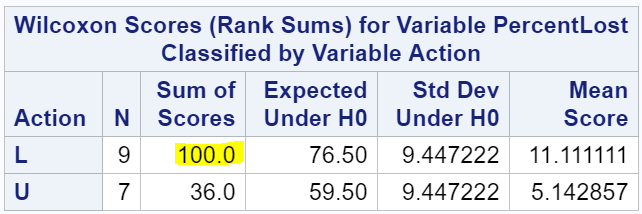 Wilcoxon Scores (Rank Sums) for Variable PercentLost
Classified by Variable Action
Action N Sum of Scores Expected Under H0 Std Dev Under H0 Mean Score
L 9 100.0 76.50 9.447222 11.111111
U 7 36.0 59.50 9.447222 5.142857